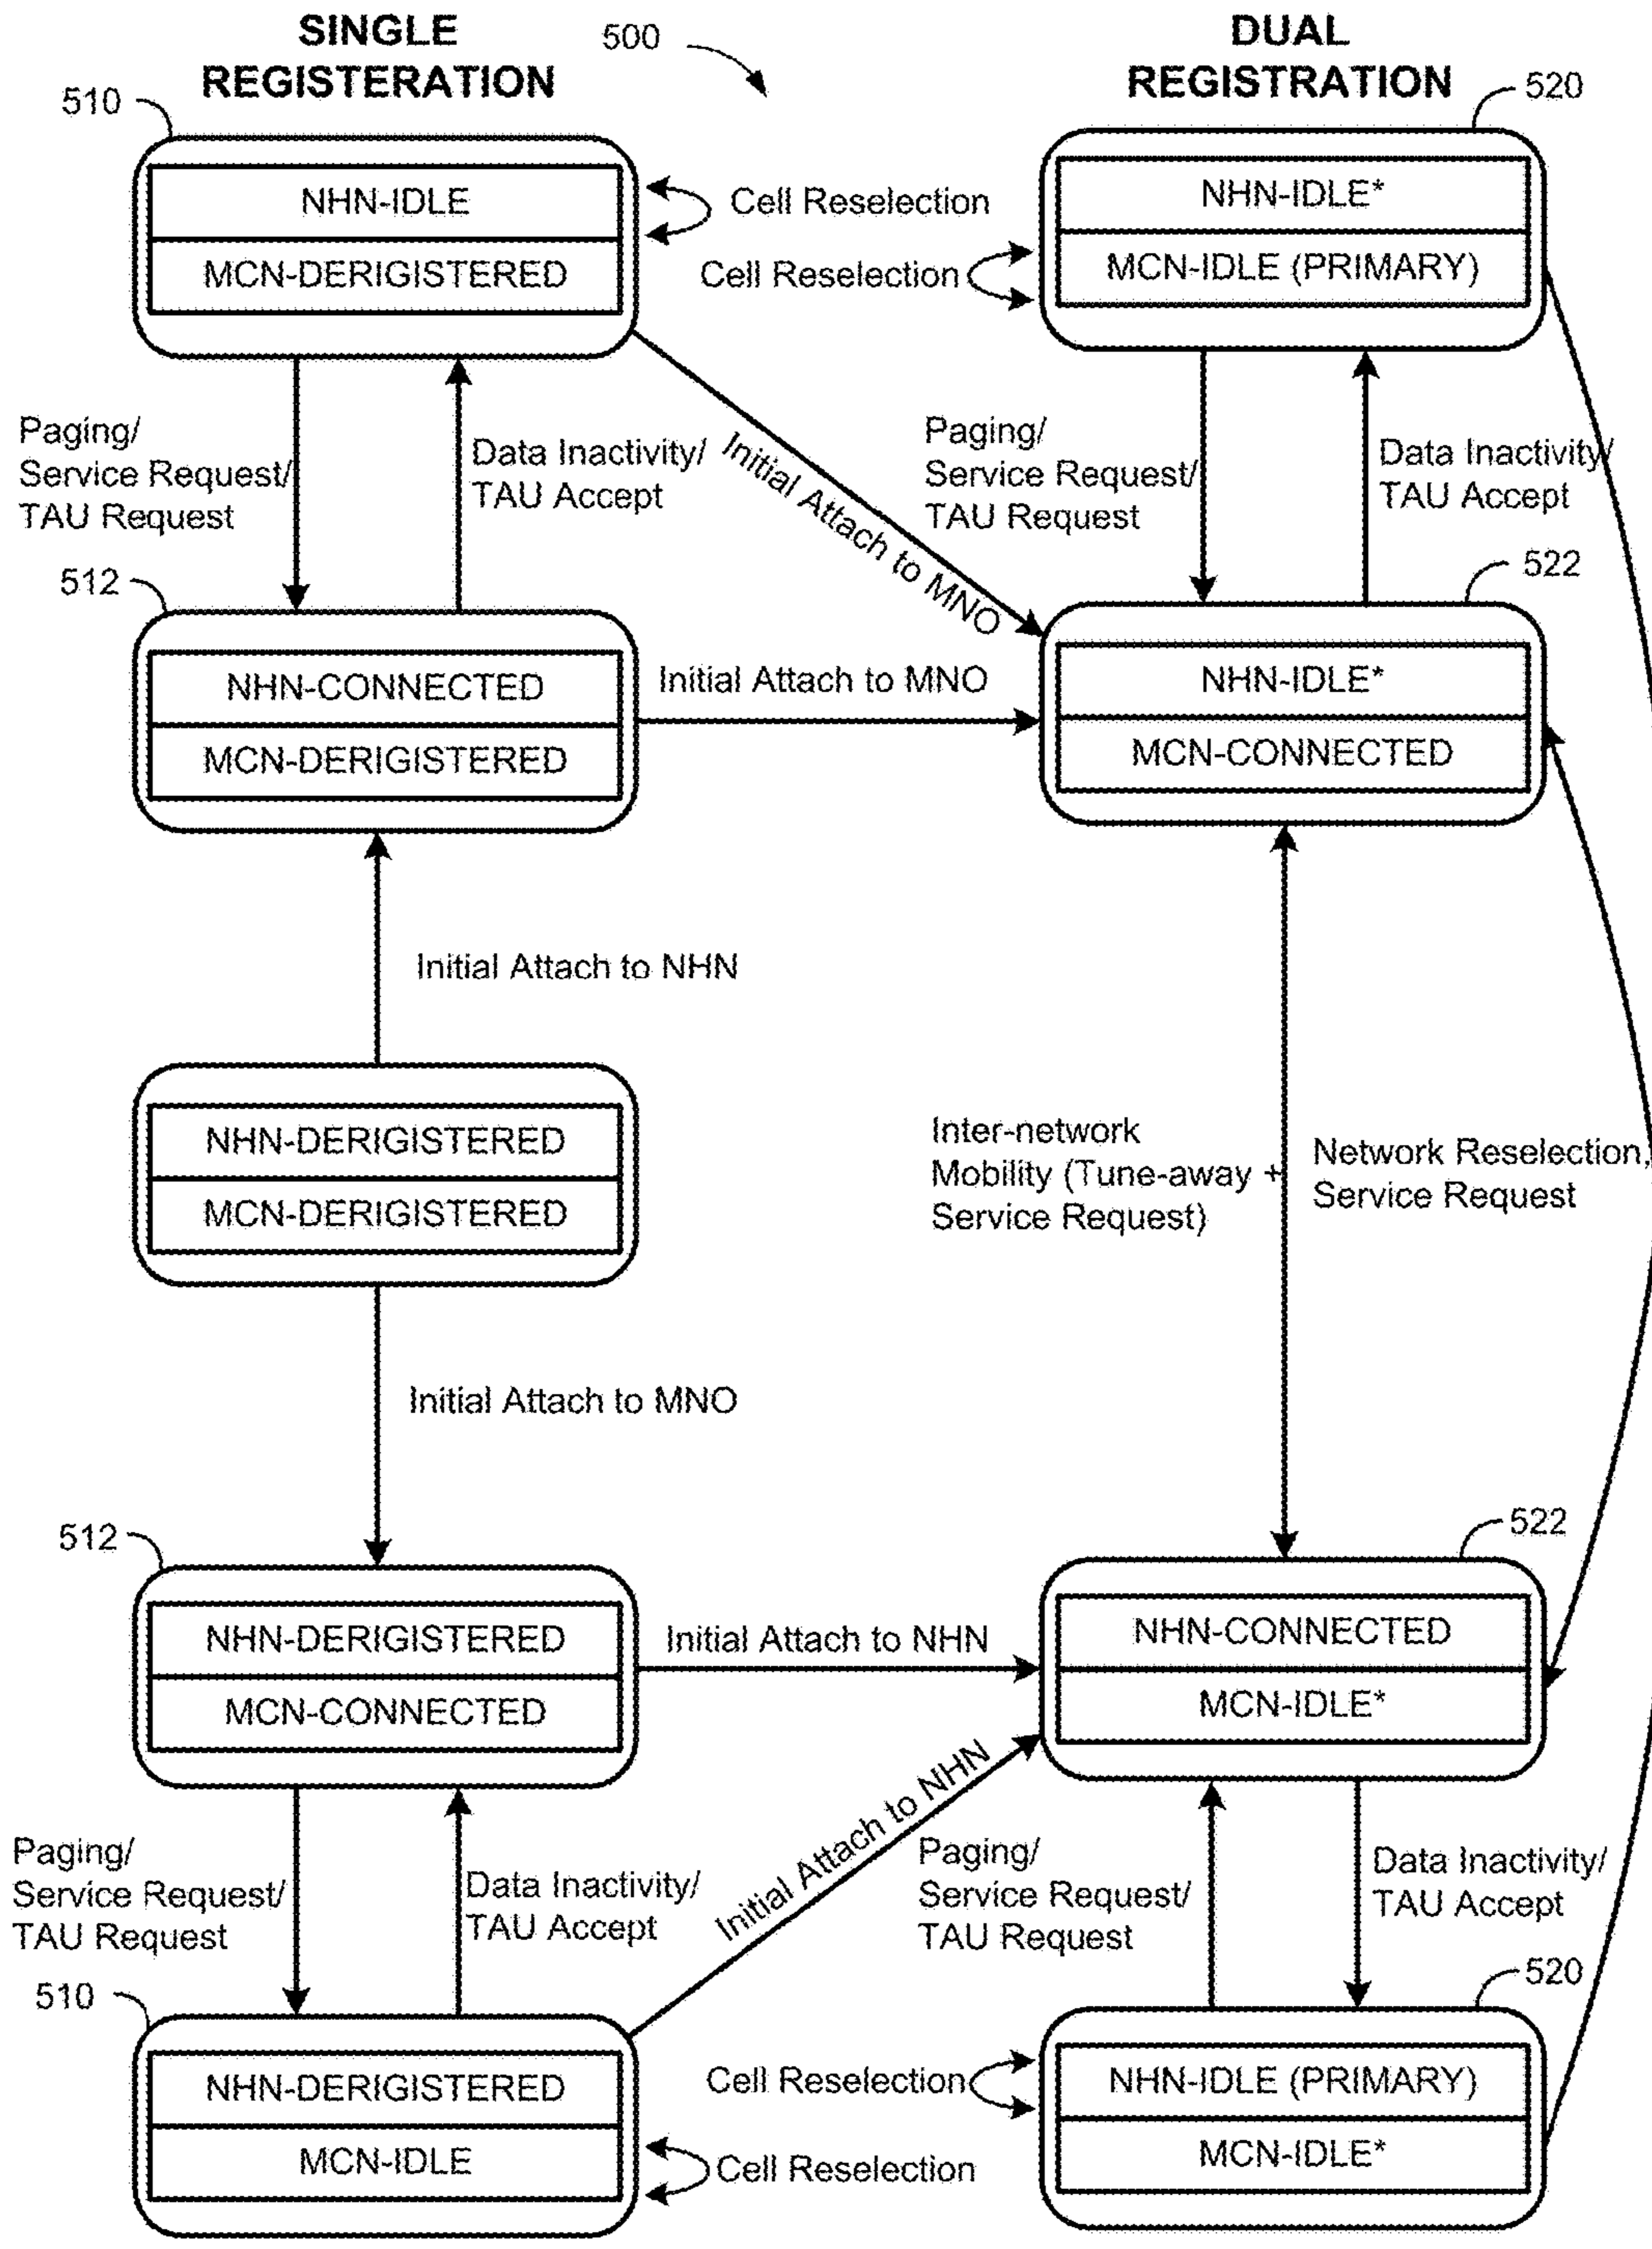 SINGLE
REGISTERATION
500
DUAL
REGISTRATION
510
520
NHN-IDLE
MCN-DERIGISTERED
Cell Reselection
Cell Reselection
NHN-IDLE*
MCN-IDLE (PRIMARY)
Paging/
Service Request/
TAU Request
Data Inactivity/
TAU Accept
Initial Attach to MNO
Paging/
Service Request/
TAU Request
Data Inactivity/
TAU Accept
512
522
NHN-CONNECTED
MCN-DERIGISTERED
Initial Attach to MNO
NHN-IDLE*
MCN-CONNECTED
Initial Attach to NHN
NHN-DERIGISTERED
MCN-DERIGISTERED
Inter-network
Mobility (Tune-away +
Service Request)
Network Reselection,
Service Request
Initial Attach to MNO
512
522
NHN-DERIGISTERED
MCN-CONNECTED
Initial Attach to NHN
NHN-CONNECTED
MCN-IDLE*
Paging/
Service Request/
TAU Request
Data Inactivity/
TAU Accept
Initial Attach to NHN
Paging/
Service Request/
TAU Request
Data Inactivity/
TAU Accept
510
520
NHN-DERIGISTERED
MCN-IDLE
Cell Reselection
Cell Reselection
NHN-IDLE (PRIMARY)
MCN-IDLE*